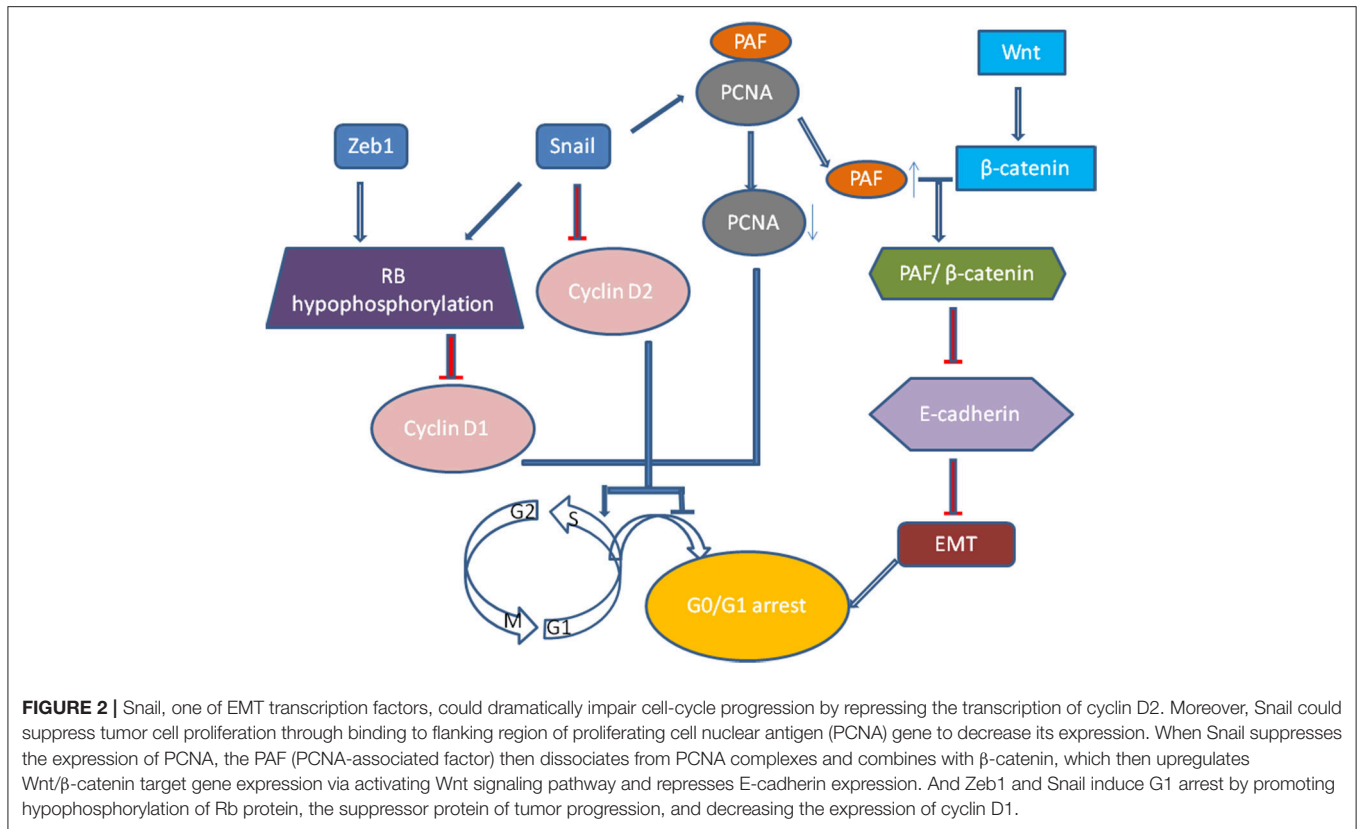 PAF
Wnt
PCNA
Zeb1
Snail
PAF
β-catenin
PCNA
RB
hypophosphorylation
Cyclin D2
PAF/ β-catenin
Cyclin D1
E-cadherin
G2
S
EMT
G0/G1 arrest
M
G1
FIGURE 2 | Snail, one of EMT transcription factors, could dramatically impair cell-cycle progression by repressing the transcription of cyclin D2. Moreover, Snail could
suppress tumor cell proliferation through binding to flanking region of proliferating cell nuclear antigen (PCNA) gene to decrease its expression. When Snail suppresses
the expression of PCNA, the PAF (PCNA-associated factor) then dissociates from PCNA complexes and combines with β-catenin, which then upregulates
Wnt/β-catenin target gene expression via activating Wnt signaling pathway and represses E-cadherin expression. And Zeb1 and Snail induce G1 arrest by promoting
hypophosphorylation of Rb protein, the suppressor protein of tumor progression, and decreasing the expression of cyclin D1.